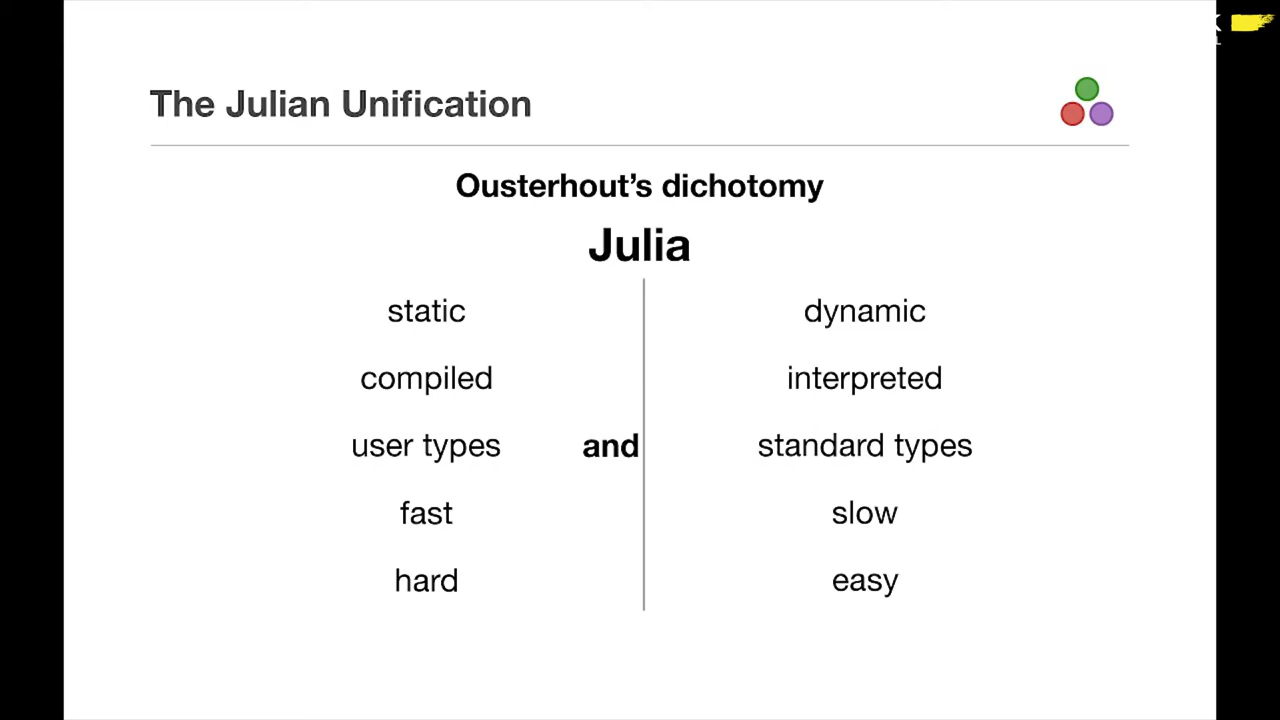 The Julian Unification
Ousterhout’s dichotomy
Julia
static dynamic
compiled interpreted
user types and standard types
fast slow
hard easy